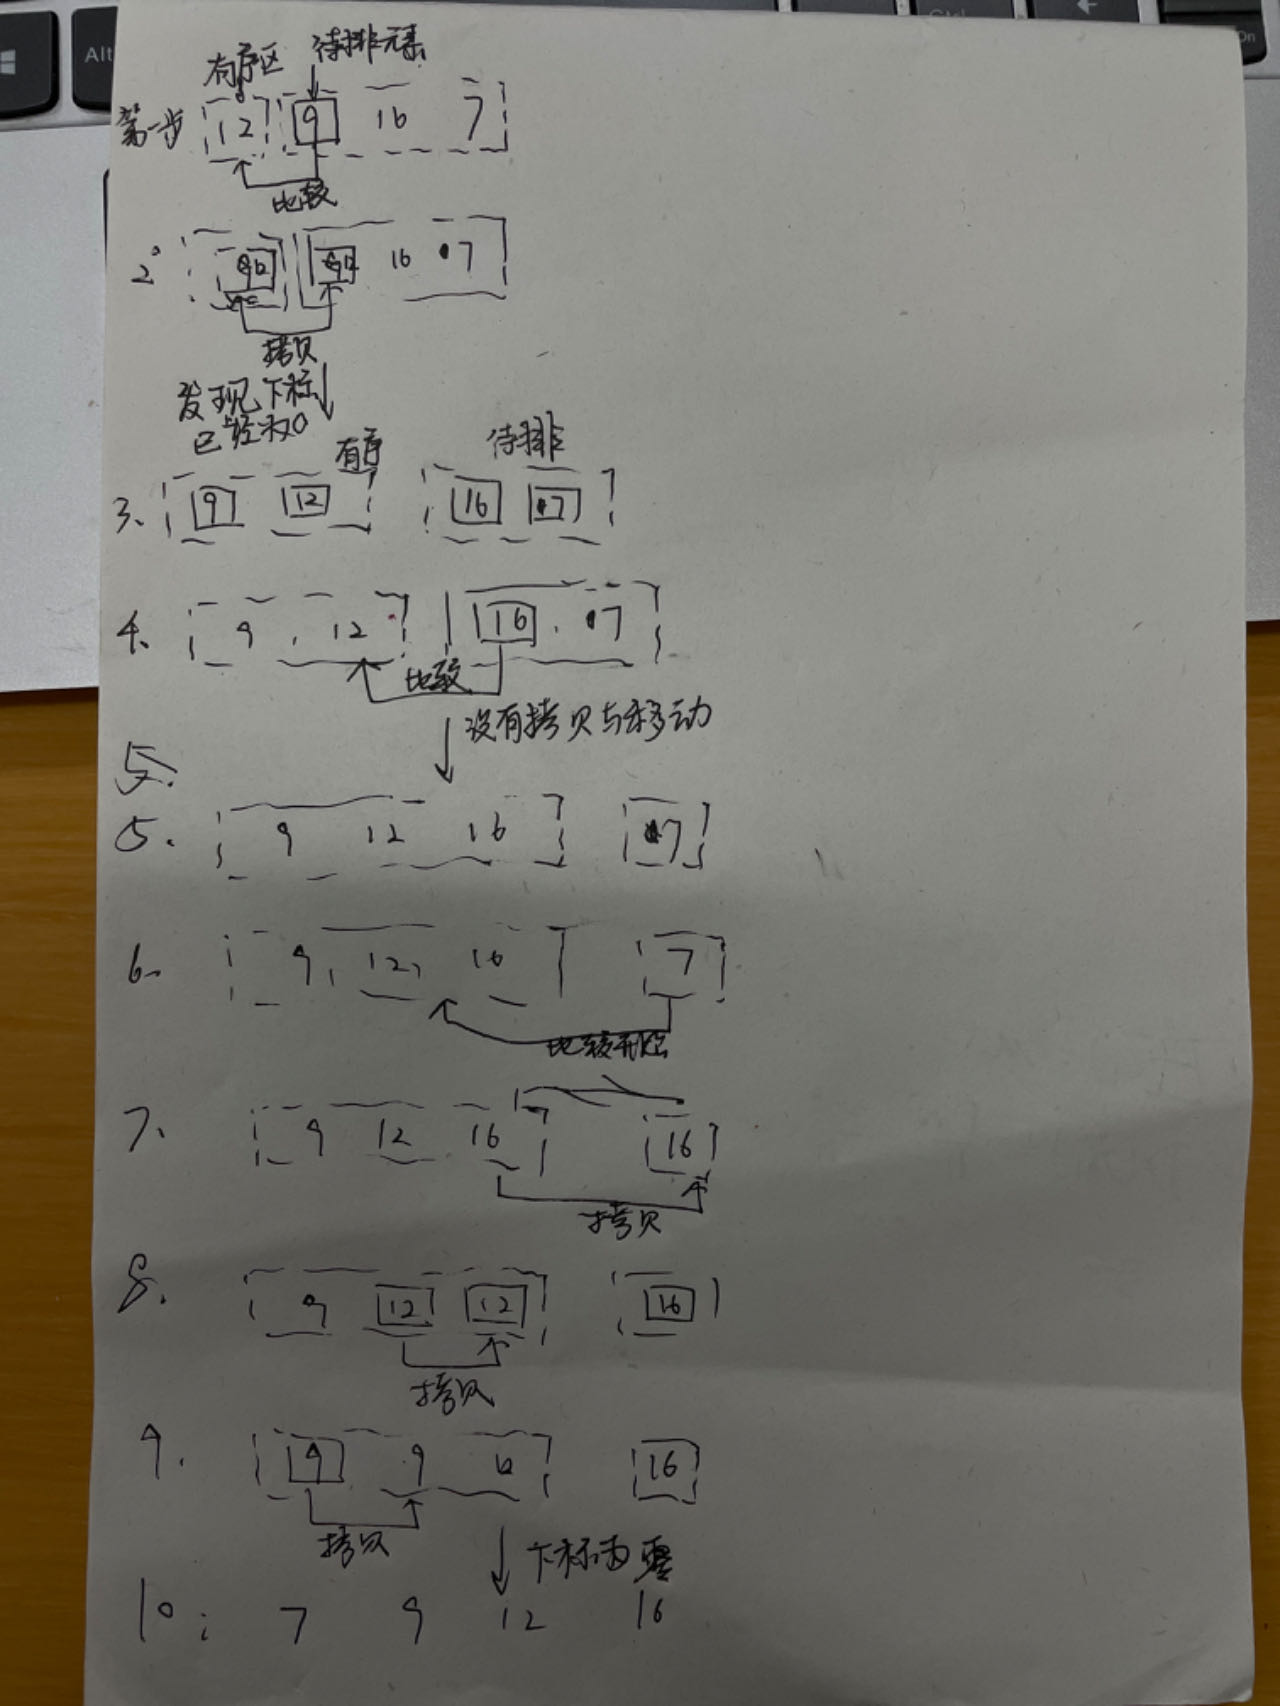 Alt
Ctrl
有序区 待排元素
第一步 12 9 16 7
比较
2° 16 7
拷贝
发现下标
已经为0
有序 待排
3、 9 12 16 7
4、 9 , 12 16 . 7
比较
没有拷贝与移动
5.
5. 9 12 16 7
6. 9, 12, 16 7
比较
7、 9 12 16 16
拷贝
8. 9 12 12 16
拷贝
9. 9 9 12 16
拷贝
下标为零
10: 7 9 12 16